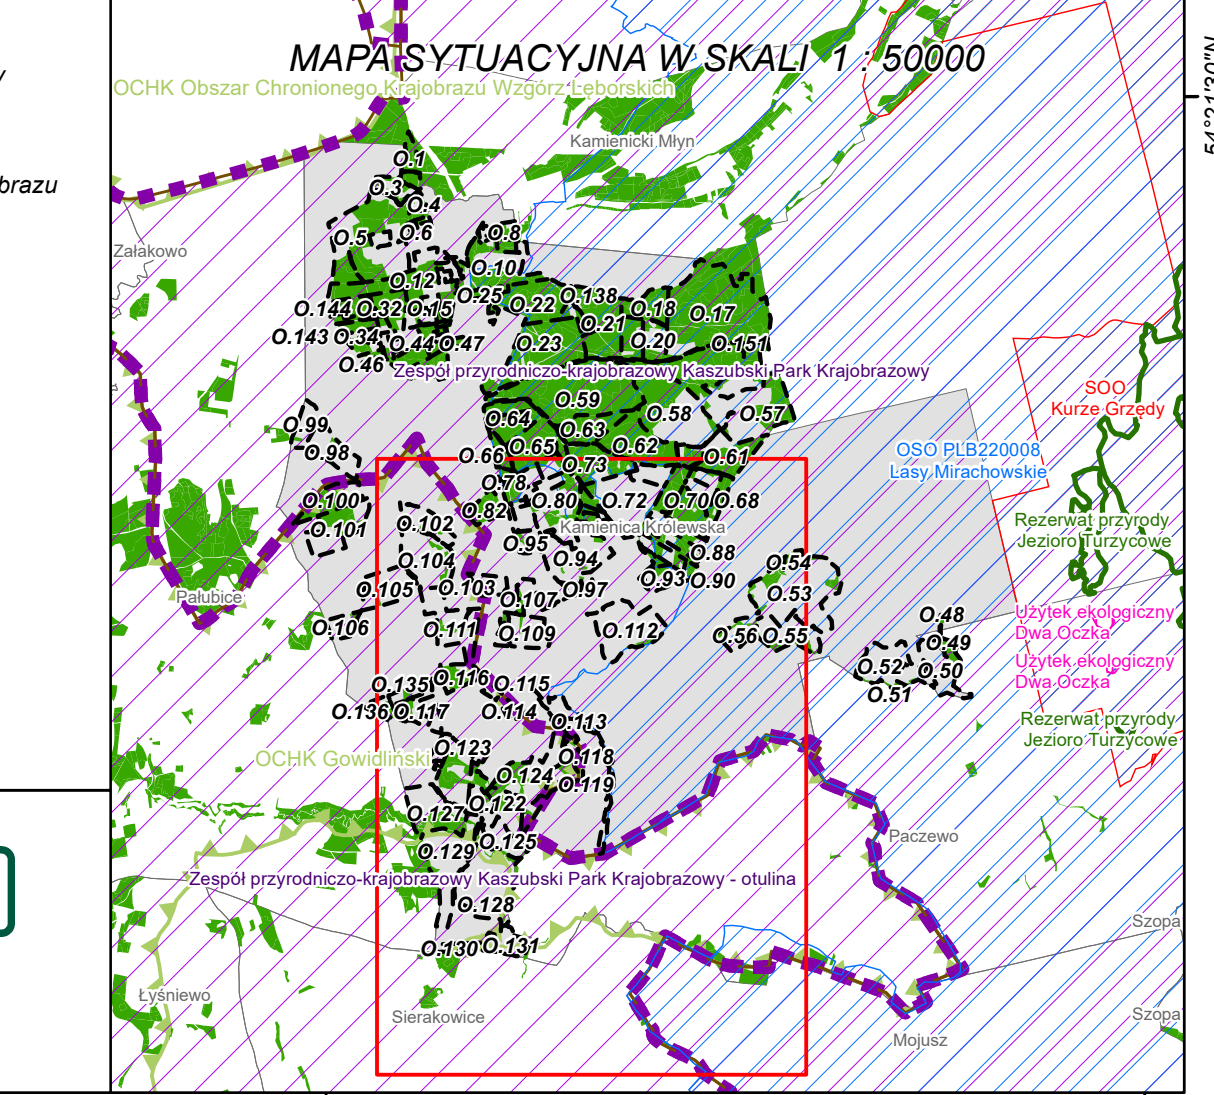 MAPA SYTUACYJNA W SKALI 1 : 50000
OCHK Obszar Chronionego Krajobrazu Wzgórz Lęborskich
54°21'30"N
Kamienicki Młyn
brazu
O.1
O.3
O.4
O.5
O.6
O.8
Załakowo
O.10
O.12
O.25
O.22
O.138
O.144
O.32
O.15
O.18
O.17
O.21
O.143
O.34
O.44
O.47
O.23
O.20
O.151
O.46
Zespół przyrodniczo-krajobrazowy Kaszubski Park Krajobrazowy
SOO
Kurze Grzędy
O.59
O.58
O.57
O.64
O.99
O.63
O.98
O.65
O.62
O.66
O.61
O.73
OSO PLB220008
Lasy Mirachowskie
O.78
O.100
O.80
O.72
O.70
O.68
O.82
O.101
O.102
Kamienica Królewska
Rezerwat przyrody
Jezioro Turzycowe
O.95
O.94
O.88
O.104
O.54
O.93
O.90
O.105
O.103
O.107
O.97
O.53
Pałubice
O.106
O.111
O.109
O.112
O.56
O.55
O.48
Użytek ekologiczny
Dwa Oczka
O.49
O.52
O.50
O.51
Użytek ekologiczny
Dwa Oczka
O.116
O.135
O.115
O.136
O.117
O.114
O.113
Rezerwat przyrody
Jezioro Turzycowe
O.123
O.118
OCHK Gowidliński
O.124
O.119
O.122
O.127
O.125
O.129
Paczewo
Zespół przyrodniczo-krajobrazowy Kaszubski Park Krajobrazowy - otulina
O.128
O.130
O.131
Szopa
Łyśniewo
Sierakowice
Szopa
Mojusz